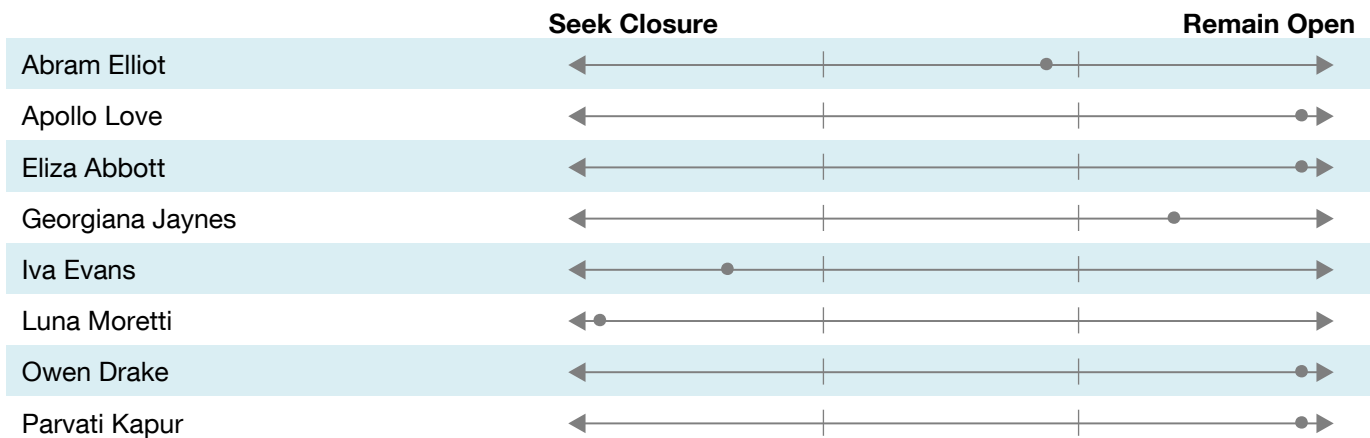 Seek Closure Remain Open
Abram Elliot
Apollo Love
Eliza Abbott
Georgiana Jaynes
Iva Evans
Luna Moretti
Owen Drake
Parvati Kapur